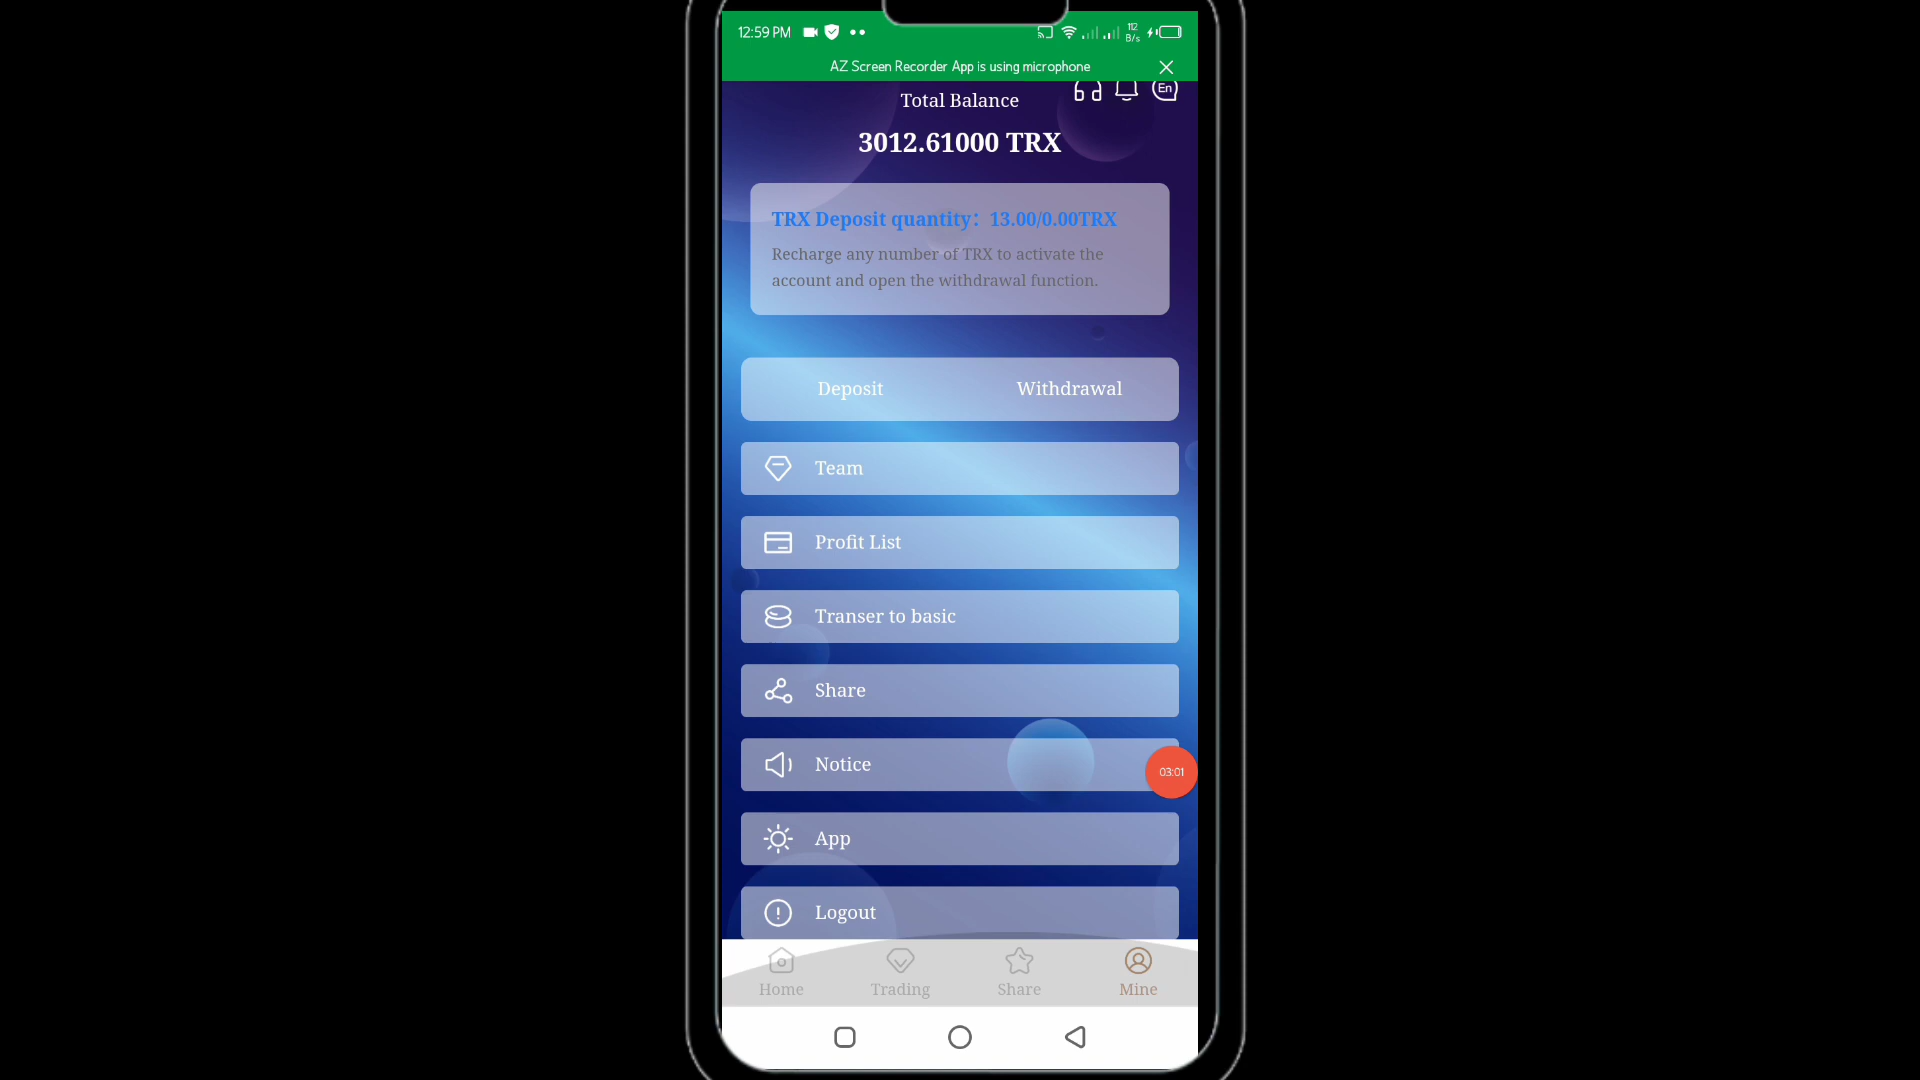 12:59 PM
112
B/s
AZ Screen Recorder App is using microphone
En
Total Balance
3012.61000 TRX
TRX Deposit quantity：13.00/0.00TRX
Recharge any number of TRX to activate the
account and open the withdrawal function.
Deposit Withdrawal
Team
Profit List
Transer to basic
Share
Notice
03:01
App
Logout
Home Trading Share Mine